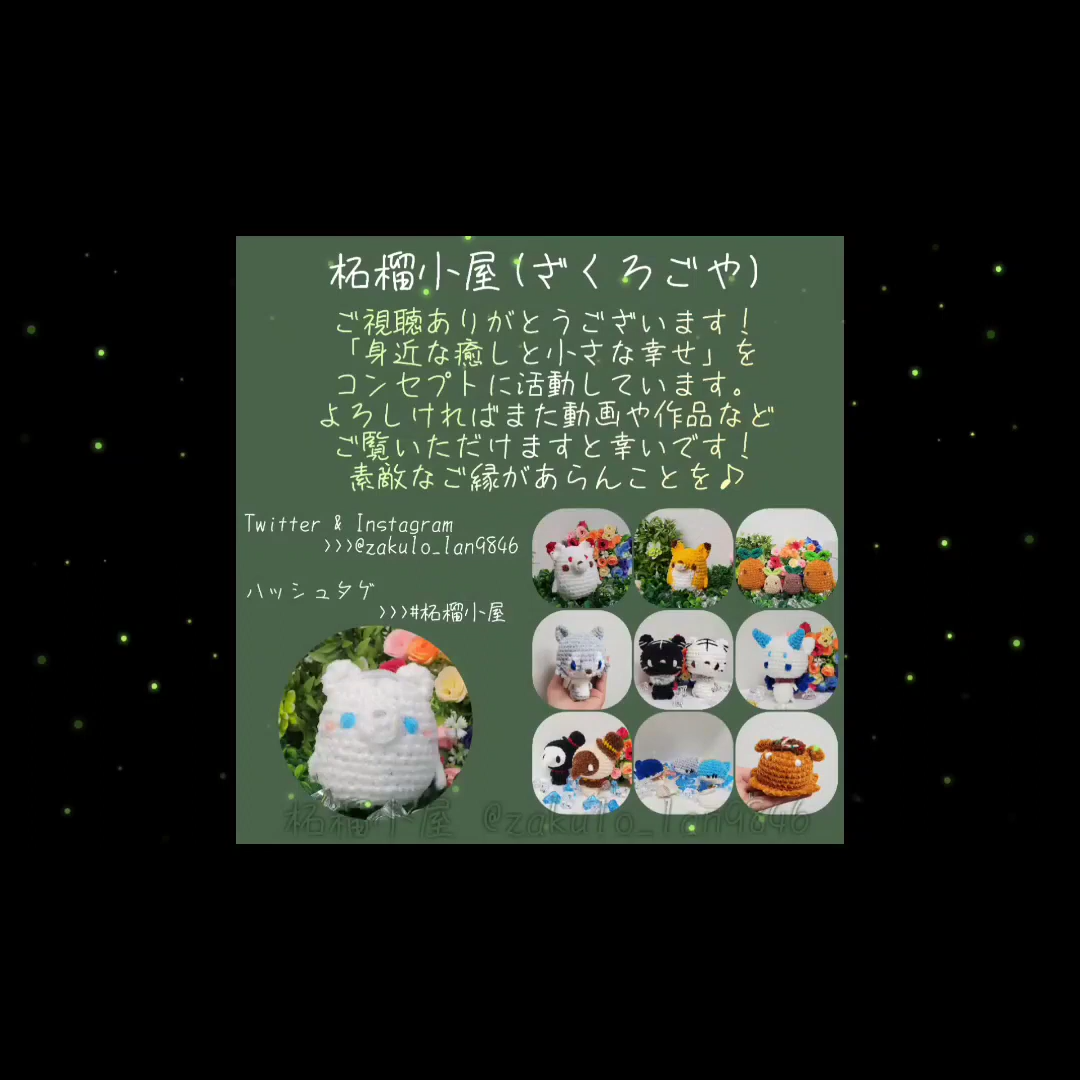 柘榴小屋(ざくろごや)
ご視聴ありがとうございます!
「身近な癒しと小さな幸せ」を
コンセプトに活動しています。
よろしければまた動画や作品など
ご覧いただけますと幸いです!
素敵なご縁があらんことを♪
Twitter & Instagram
>>>@zakulo_lan9846
ハッシュタグ
>>>#柘榴小屋
柘榴小屋 @zakulo_lan9846